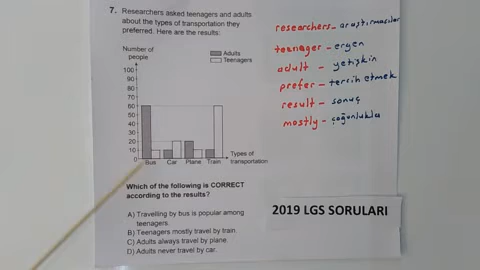 7. Researchers asked teenagers and adults
about the types of transportation they
preferred. Here are the results:
Number of
people
Adults
Teenagers
100
90
80
70
60
50
40
30
20
10
0
Bus Car Plane Train
Types of
transportation
Which of the following is CORRECT
according to the results?
A) Travelling by bus is popular among
teenagers.
B) Teenagers mostly travel by train.
C) Adults always travel by plane.
D) Adults never travel by car.
researchers - araştırmacılar
teenager - ergen
adult - yetişkin
prefer - tercih etmek
result - sonuç
mostly - çoğunlukla
2019 LGS SORULARI